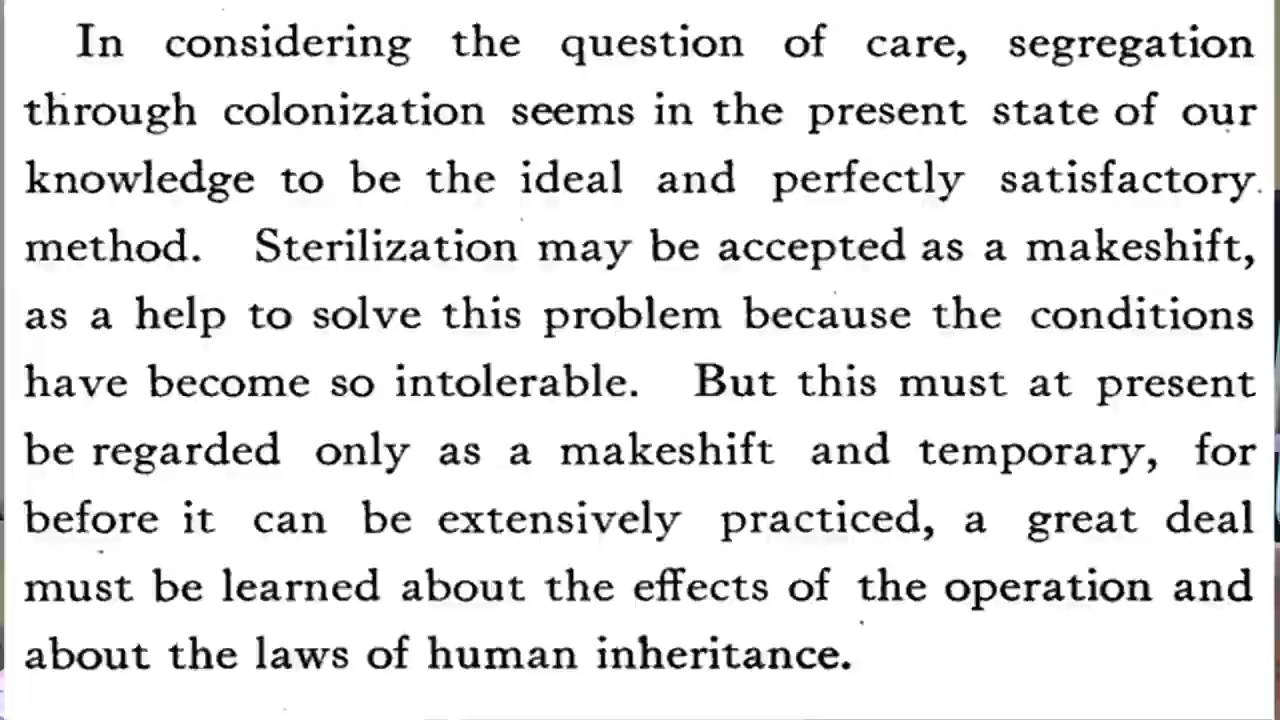 In considering the question of care, segregation
through colonization seems in the present state of our
knowledge to be the ideal and perfectly satisfactory
method. Sterilization may be accepted as a makeshift,
as a help to solve this problem because the conditions
have become so intolerable. But this must at present
be regarded only as a makeshift and temporary, for
before it can be extensively practiced, a great deal
must be learned about the effects of the operation and
about the laws of human inheritance.